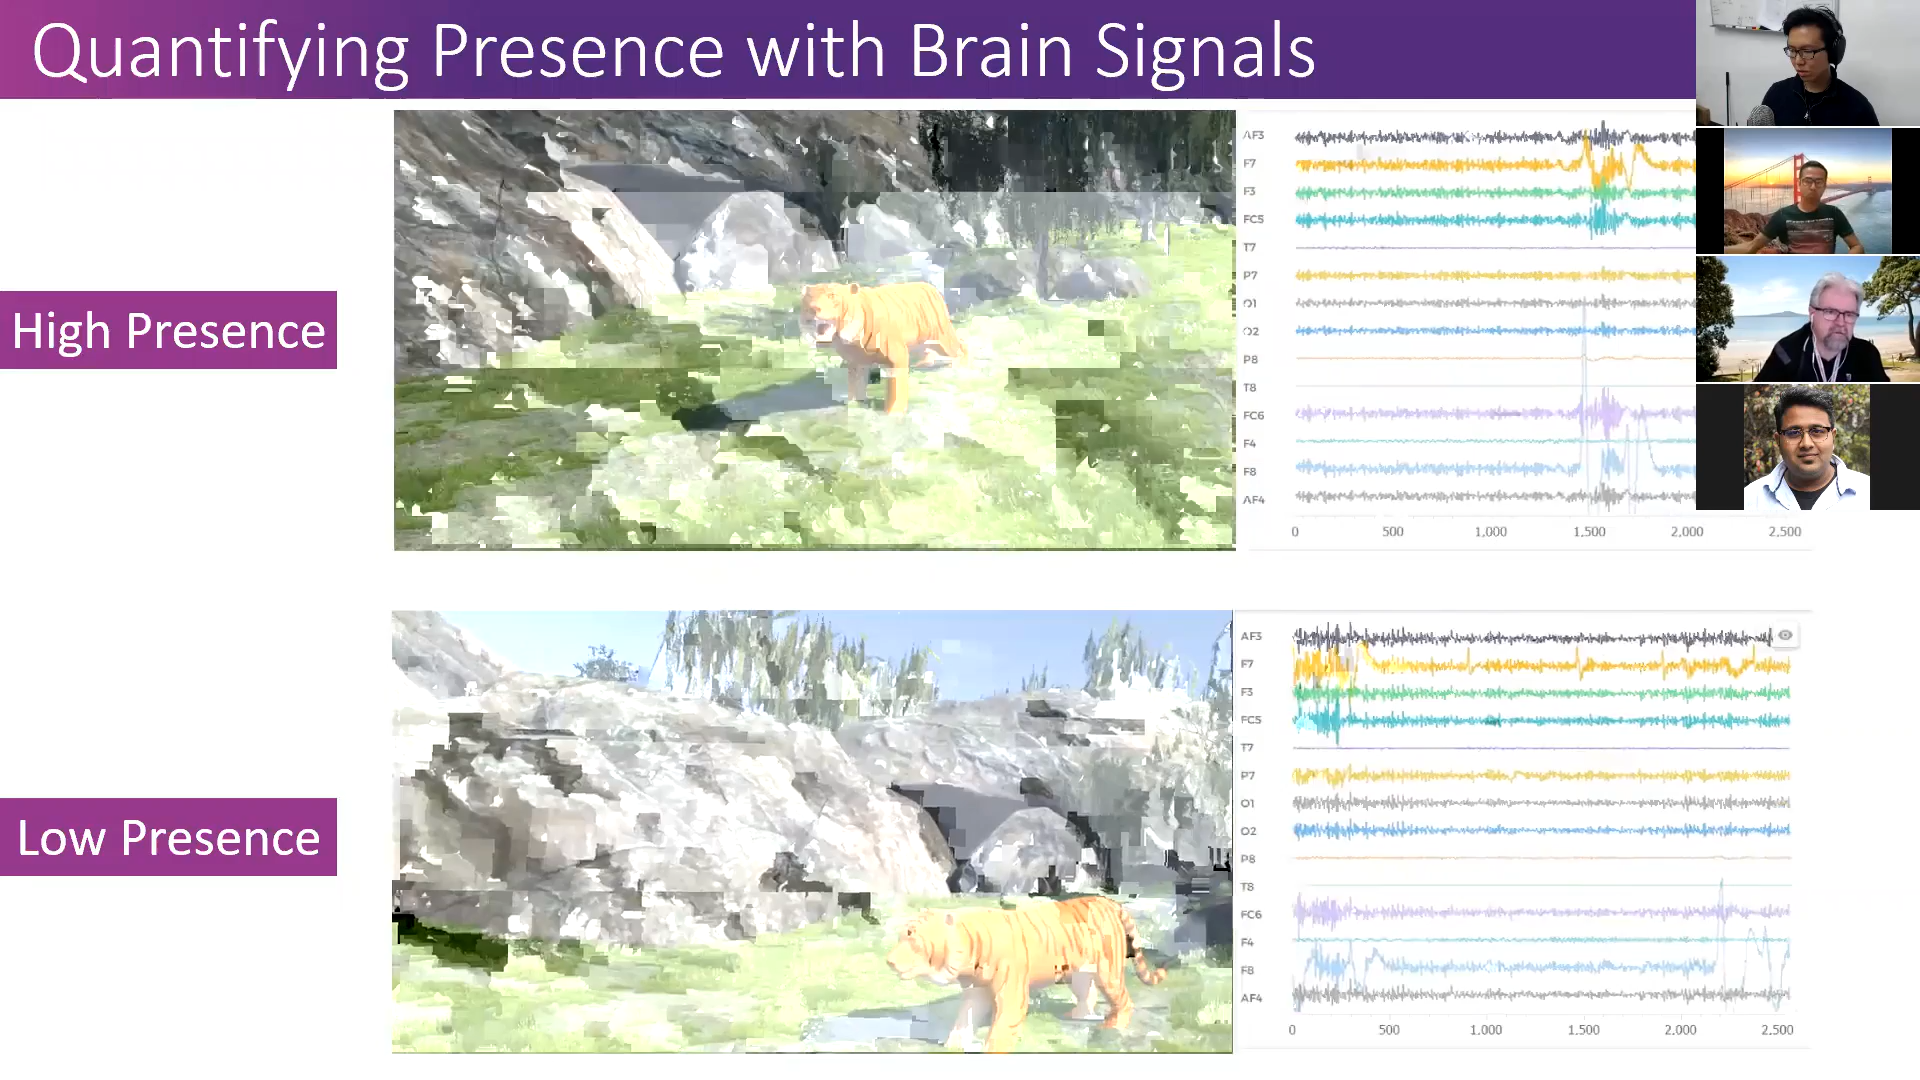 Quantifying Presence with Brain Signals
High Presence
AF3
F7
F3
FC5
T7
P7
O1
O2
P8
T8
FC6
F4
F8
AF4
0 500 1,000 1,500 2,000 2,500
Low Presence
AF3
F7
F3
FC5
T7
P7
O1
O2
P8
T8
FC6
F4
F8
AF4
0 500 1,000 1,500 2,000 2,500